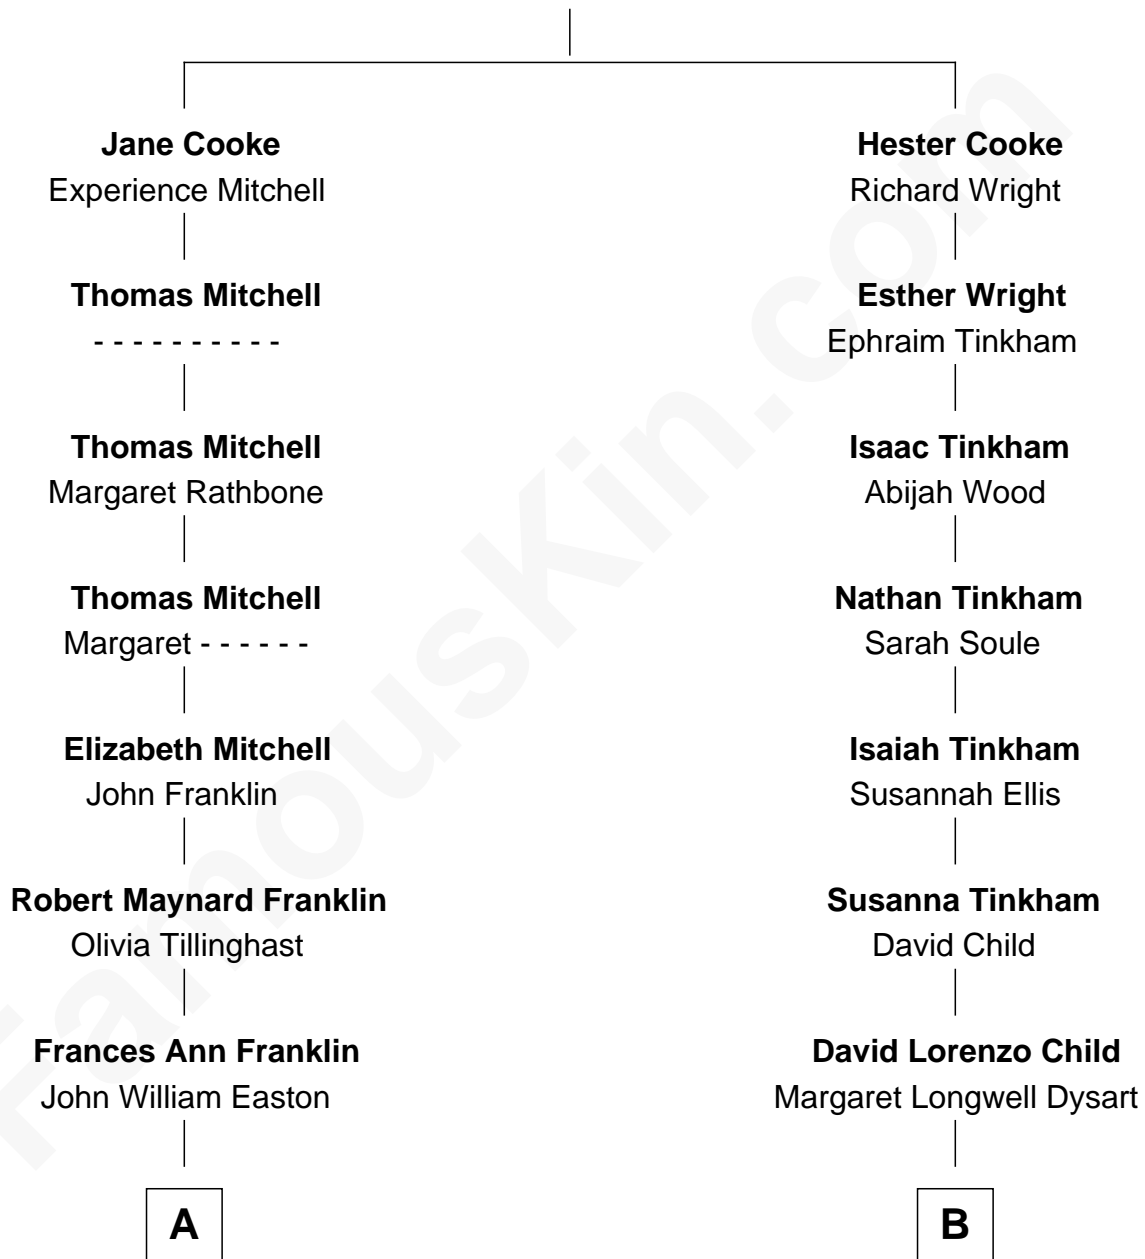 Jane Cooke
Experience Mitchell
Thomas Mitchell
- - - - - - - - - -
Thomas Mitchell
Margaret Rathbone
Thomas Mitchell
Margaret - - - - - -
Elizabeth Mitchell
John Franklin
Robert Maynard Franklin
Olivia Tillinghast
Frances Ann Franklin
John William Easton
A
Hester Cooke
Richard Wright
Esther Wright
Ephraim Tinkham
Isaac Tinkham
Abijah Wood
Nathan Tinkham
Sarah Soule
Isaiah Tinkham
Susannah Ellis
Susanna Tinkham
David Child
David Lorenzo Child
Margaret Longwell Dysart
B
FamousKin.com